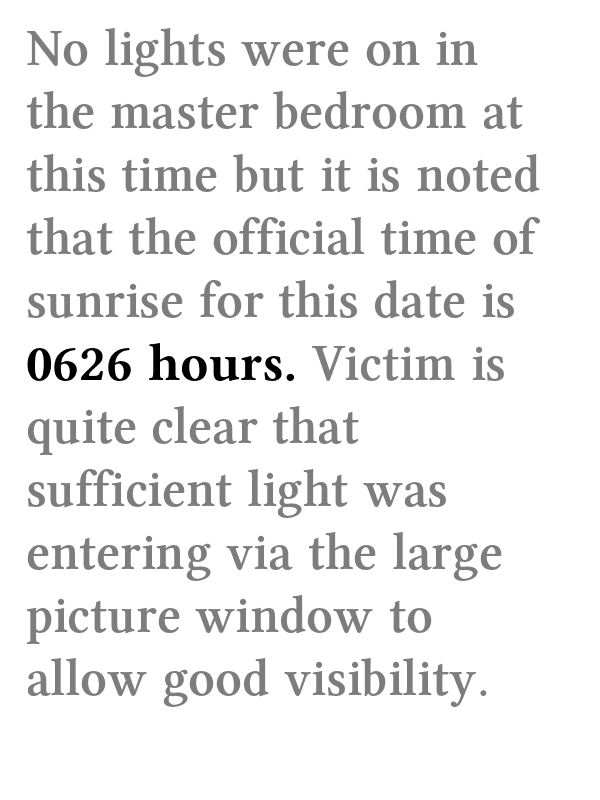 No lights were on in
the master bedroom at
this time but it is noted
that the official time of
sunrise for this date is
0626 hours. Victim is
quite clear that
sufficient light was
entering via the large
picture window to
allow good visibility.